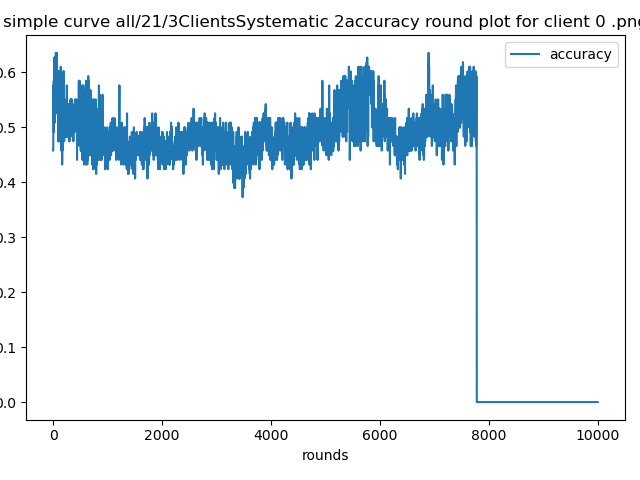 simple curve all/21/3ClientsSystematic 2accuracy round plot for client 0 .png
accuracy
0.6
0.5
0.4
0.3
0.2
0.1
0.0
0 2000 4000 6000 8000 10000
rounds